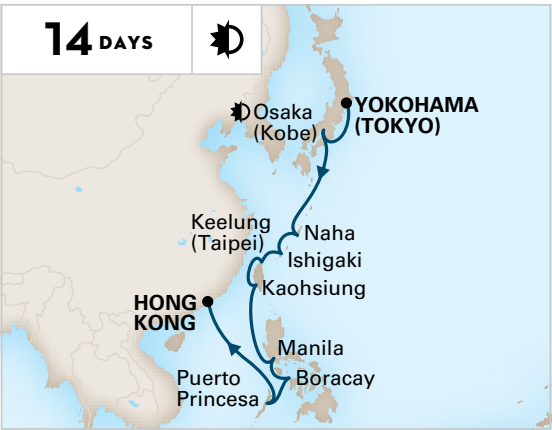 14 DAYS
Osaka
(Kobe)
YOKOHAMA
(TOKYO)
Keelung
(Taipei)
Naha
Ishigaki
Kaohsiung
HONG
KONG
Manila
Boracay
Puerto
Princesa